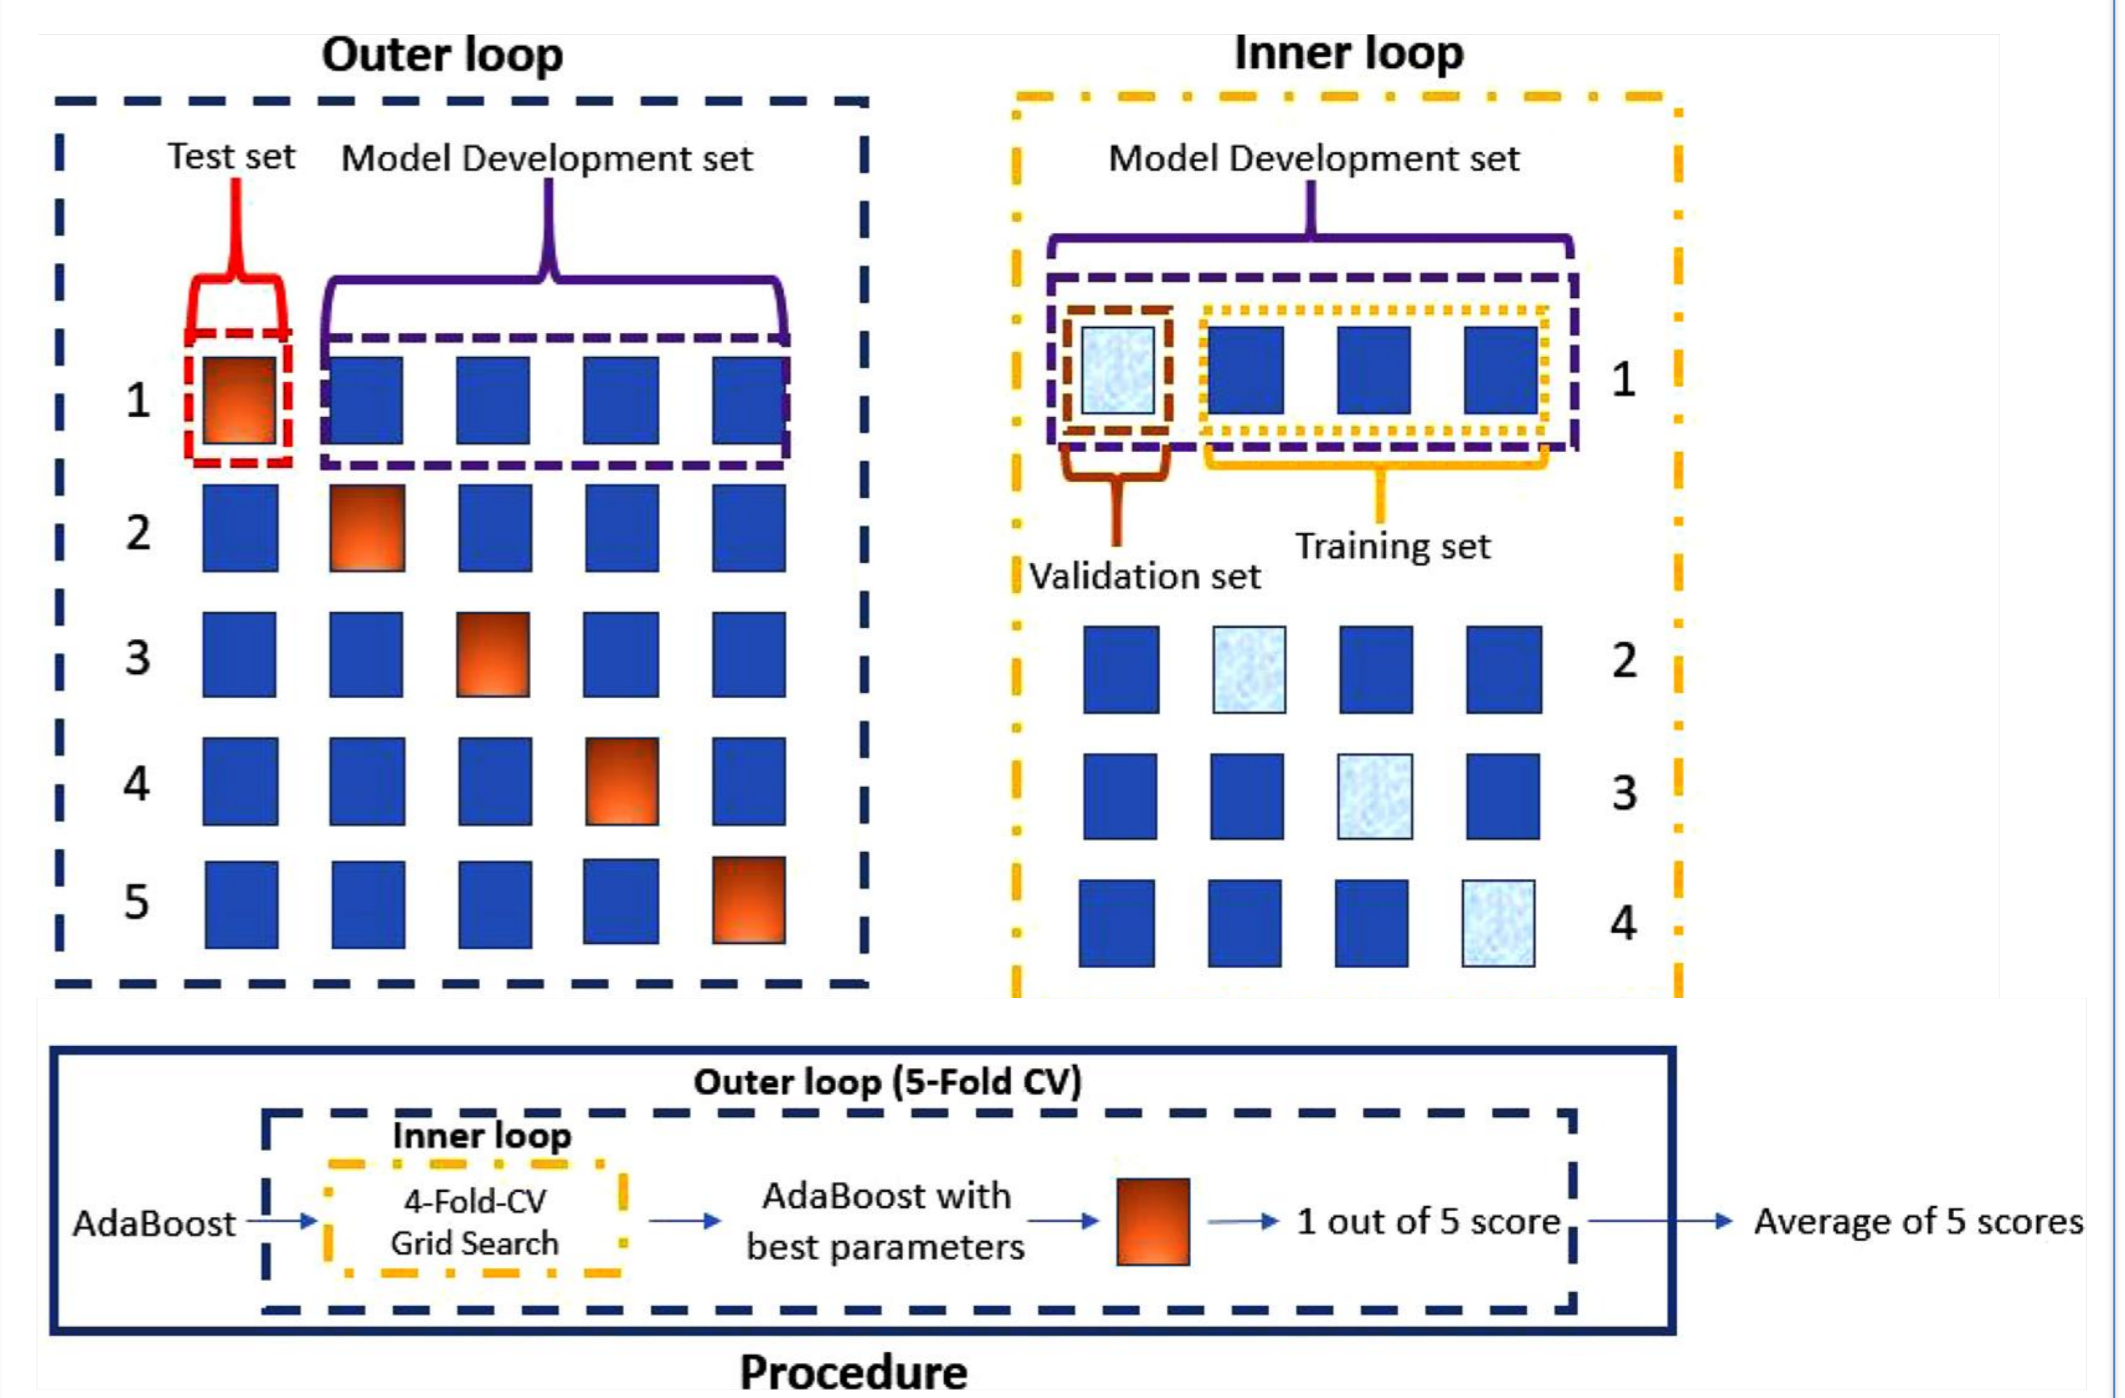 Outer loop
Test set
Model Development set
1
2
3
4
5
Inner loop
Model Development set
1
Training set
Validation set
2
3
4
Outer loop (5-Fold CV)
Inner loop
AdaBoost
4-Fold-CV
Grid Search
AdaBoost with
best parameters
1 out of 5 score
Average of 5 scores
Procedure